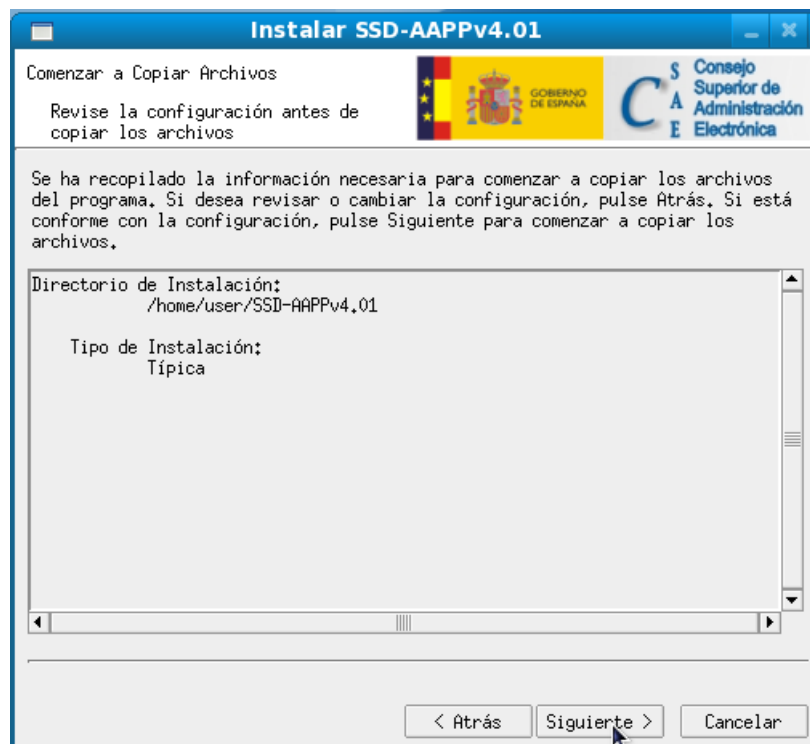 Instalar SSD-AAPPv4.01
Comenzar a Copiar Archivos
Revise la configuración antes de
copiar los archivos
GOBIERNO
DE ESPAÑA
C S A E
Consejo
Superior de
Administración
Electrónica
Se ha recopilado la información necesaria para comenzar a copiar los archivos
del programa. Si desea revisar o cambiar la configuración, pulse Atrás. Si está
conforme con la configuración, pulse Siguiente para comenzar a copiar los
archivos.
Directorio de Instalación:
/home/user/SSD-AAPPv4.01
Tipo de Instalación:
Típica
< Atrás
Siguiente >
Cancelar